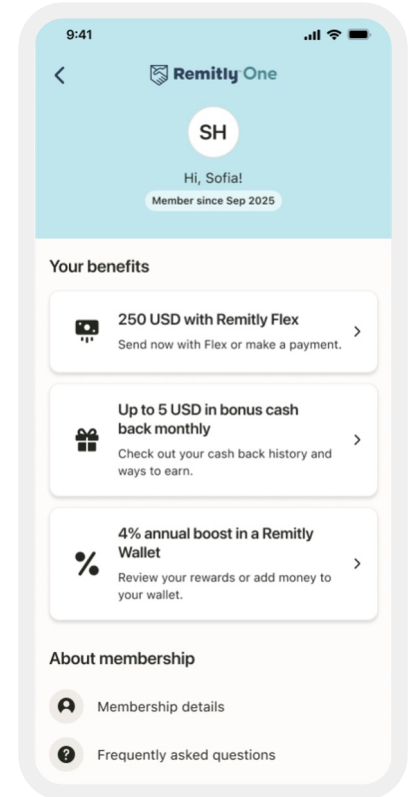 9:41
Remitly One
SH
Hi, Sofia!
Member since Sep 2025
Your benefits
250 USD with Remitly Flex
Send now with Flex or make a payment.
Up to 5 USD in bonus cash
back monthly
Check out your cash back history and
ways to earn.
4% annual boost in a Remitly
Wallet
Review your rewards or add money to
your wallet.
About membership
Membership details
Frequently asked questions